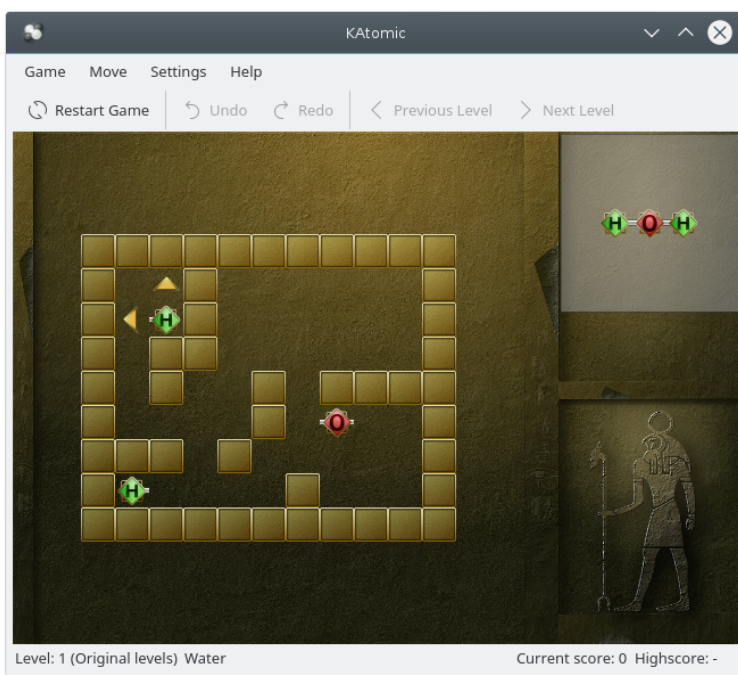 KAtomic
Game Move Settings Help
Restart Game Undo Redo Previous Level Next Level
H O H
H
O
H
Level: 1 (Original levels) Water Current score: 0 Highscore: -